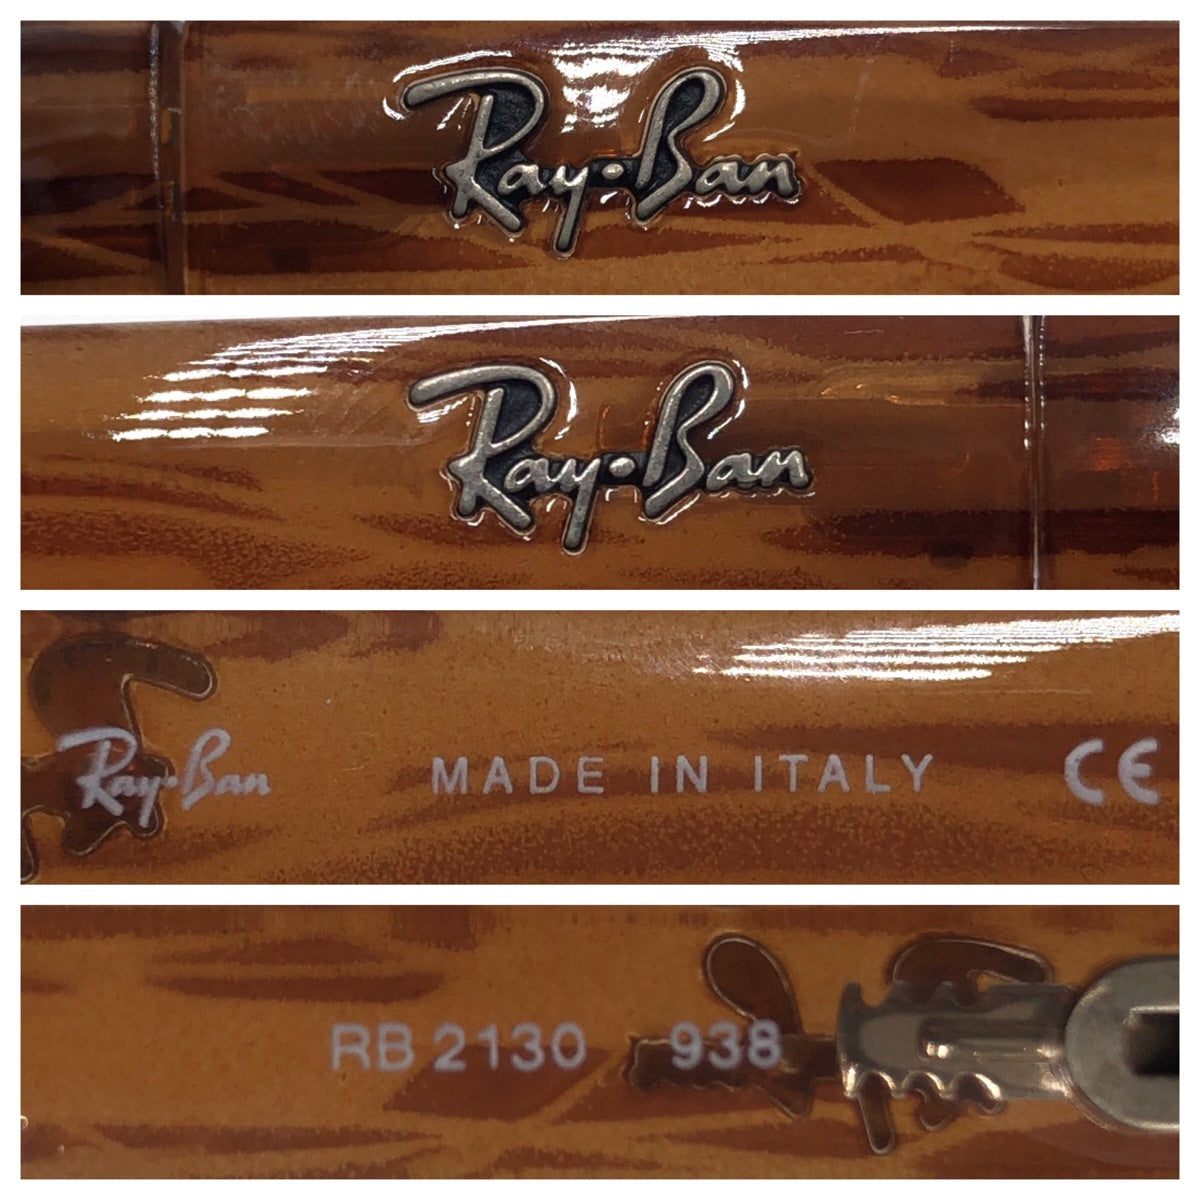 Ray-Ban
Ray-Ban
Ray-Ban MADE IN ITALY CE
RB 2130 938